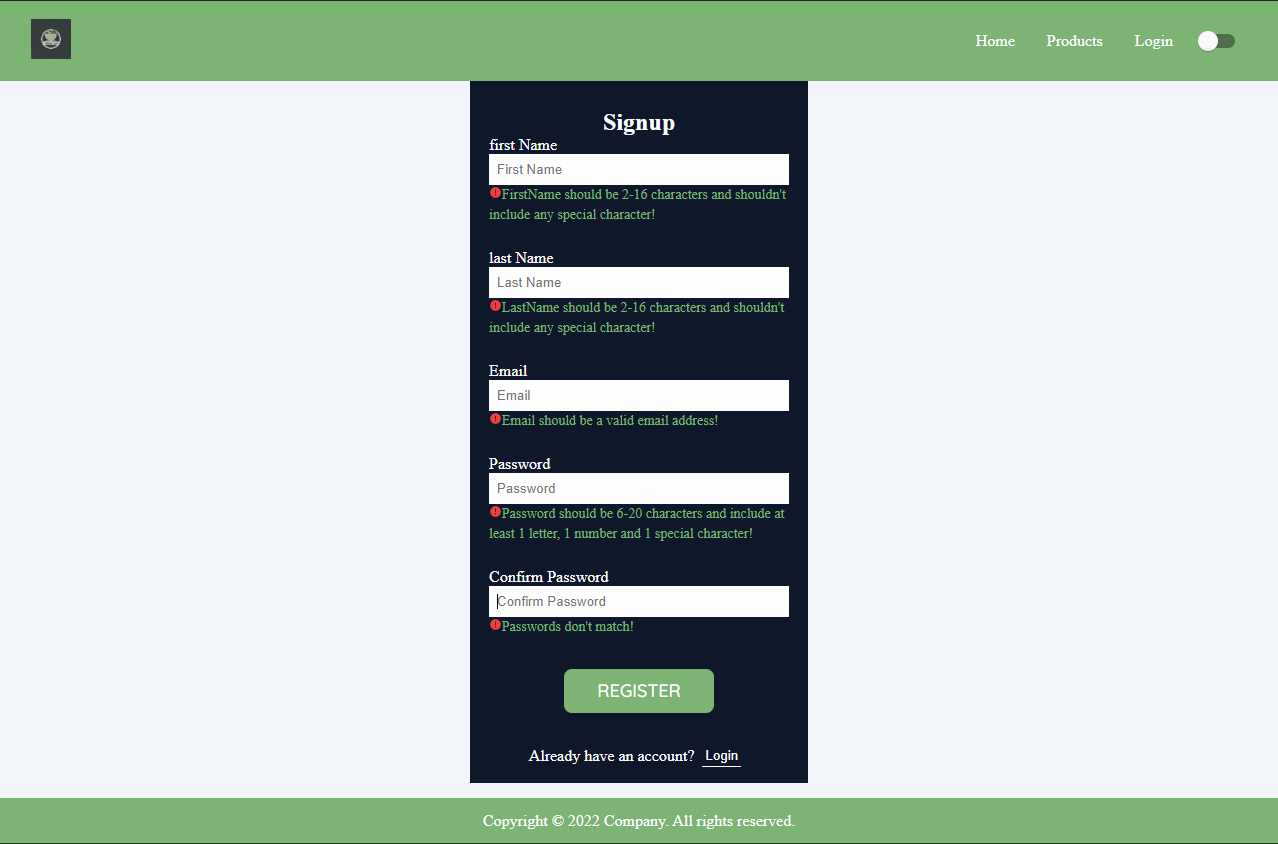 Home Products Login
Signup
first Name
First Name
FirstName should be 2-16 characters and shouldn't
include any special character!
last Name
Last Name
LastName should be 2-16 characters and shouldn't
include any special character!
Email
Email
Email should be a valid email address!
Password
Password
Password should be 6-20 characters and include at
least 1 letter, 1 number and 1 special character!
Confirm Password
Confirm Password
Passwords don't match!
REGISTER
Already have an account? Login
Copyright © 2022 Company. All rights reserved.